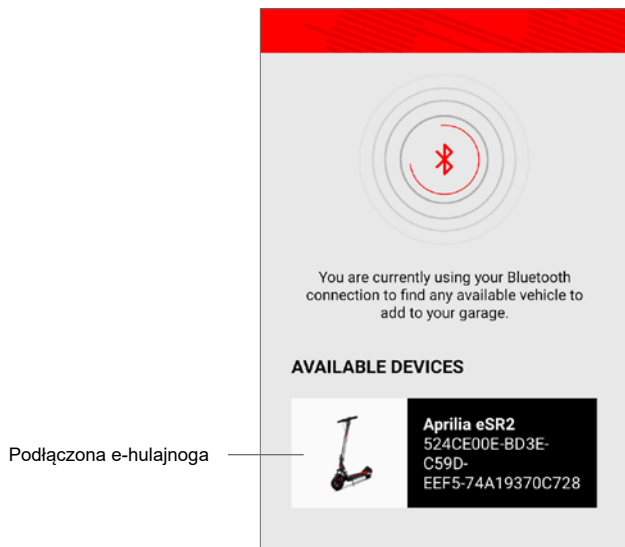 You are currently using your Bluetooth
connection to find any available vehicle to
add to your garage.
AVAILABLE DEVICES
Podłączona e-hulajnoga
Aprilia eSR2
524CE00E-BD3E-
C59D-
EEF5-74A19370C728